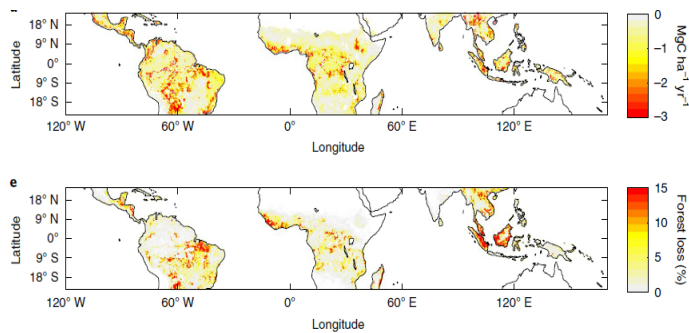 18° N
9° N
0°
9° S
18° S
Latitude
120° W
60° W
0°
60° E
120° E
Longitude
0
–1
–2
–3
MgC ha⁻¹ yr⁻¹
e
18° N
9° N
0°
9° S
18° S
Latitude
120° W
60° W
0°
60° E
120° E
Longitude
15
10
5
0
Forest loss (%)